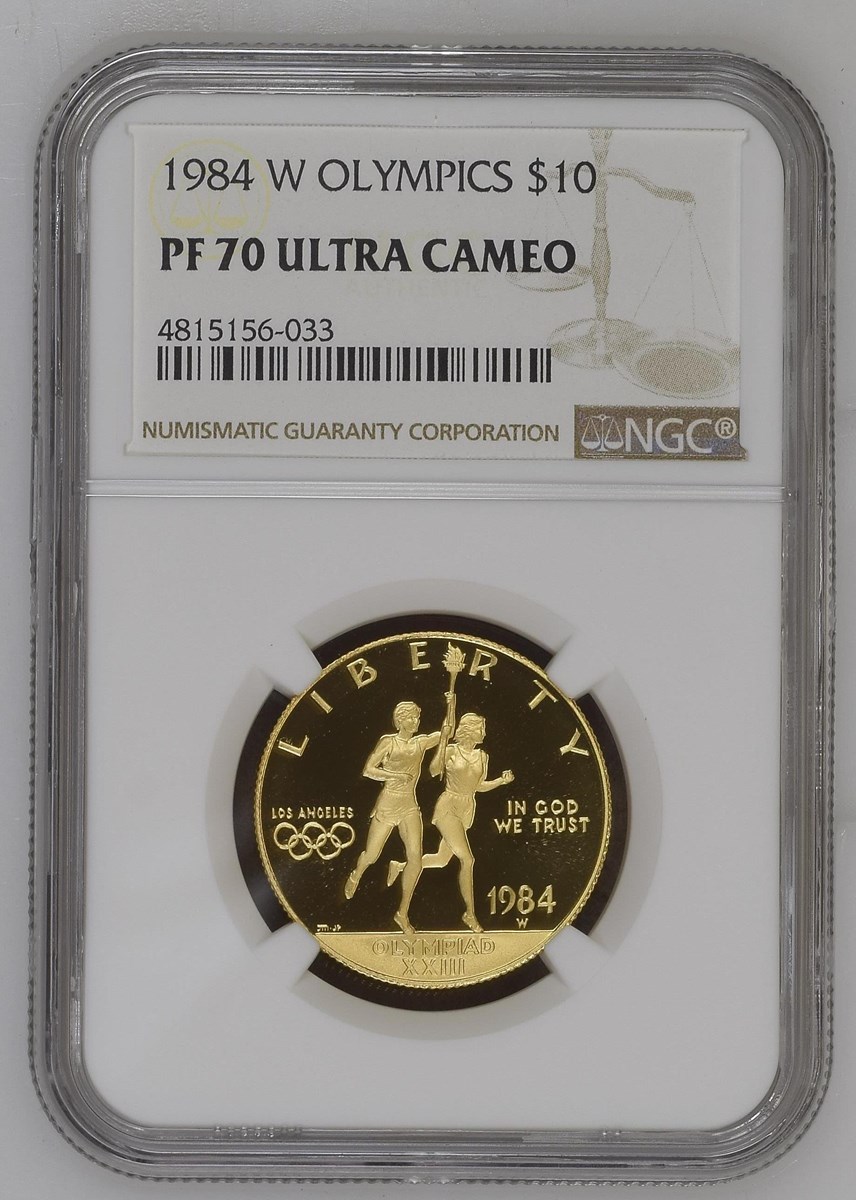 1984 W OLYMPICS $10
PF 70 ULTRA CAMEO
4815156-033
NUMISMATIC GUARANTY CORPORATION
NGC®
LIBERTY
LOS ANGELES
IN GOD
WE TRUST
1984
W
OLYMPIAD
XXIII